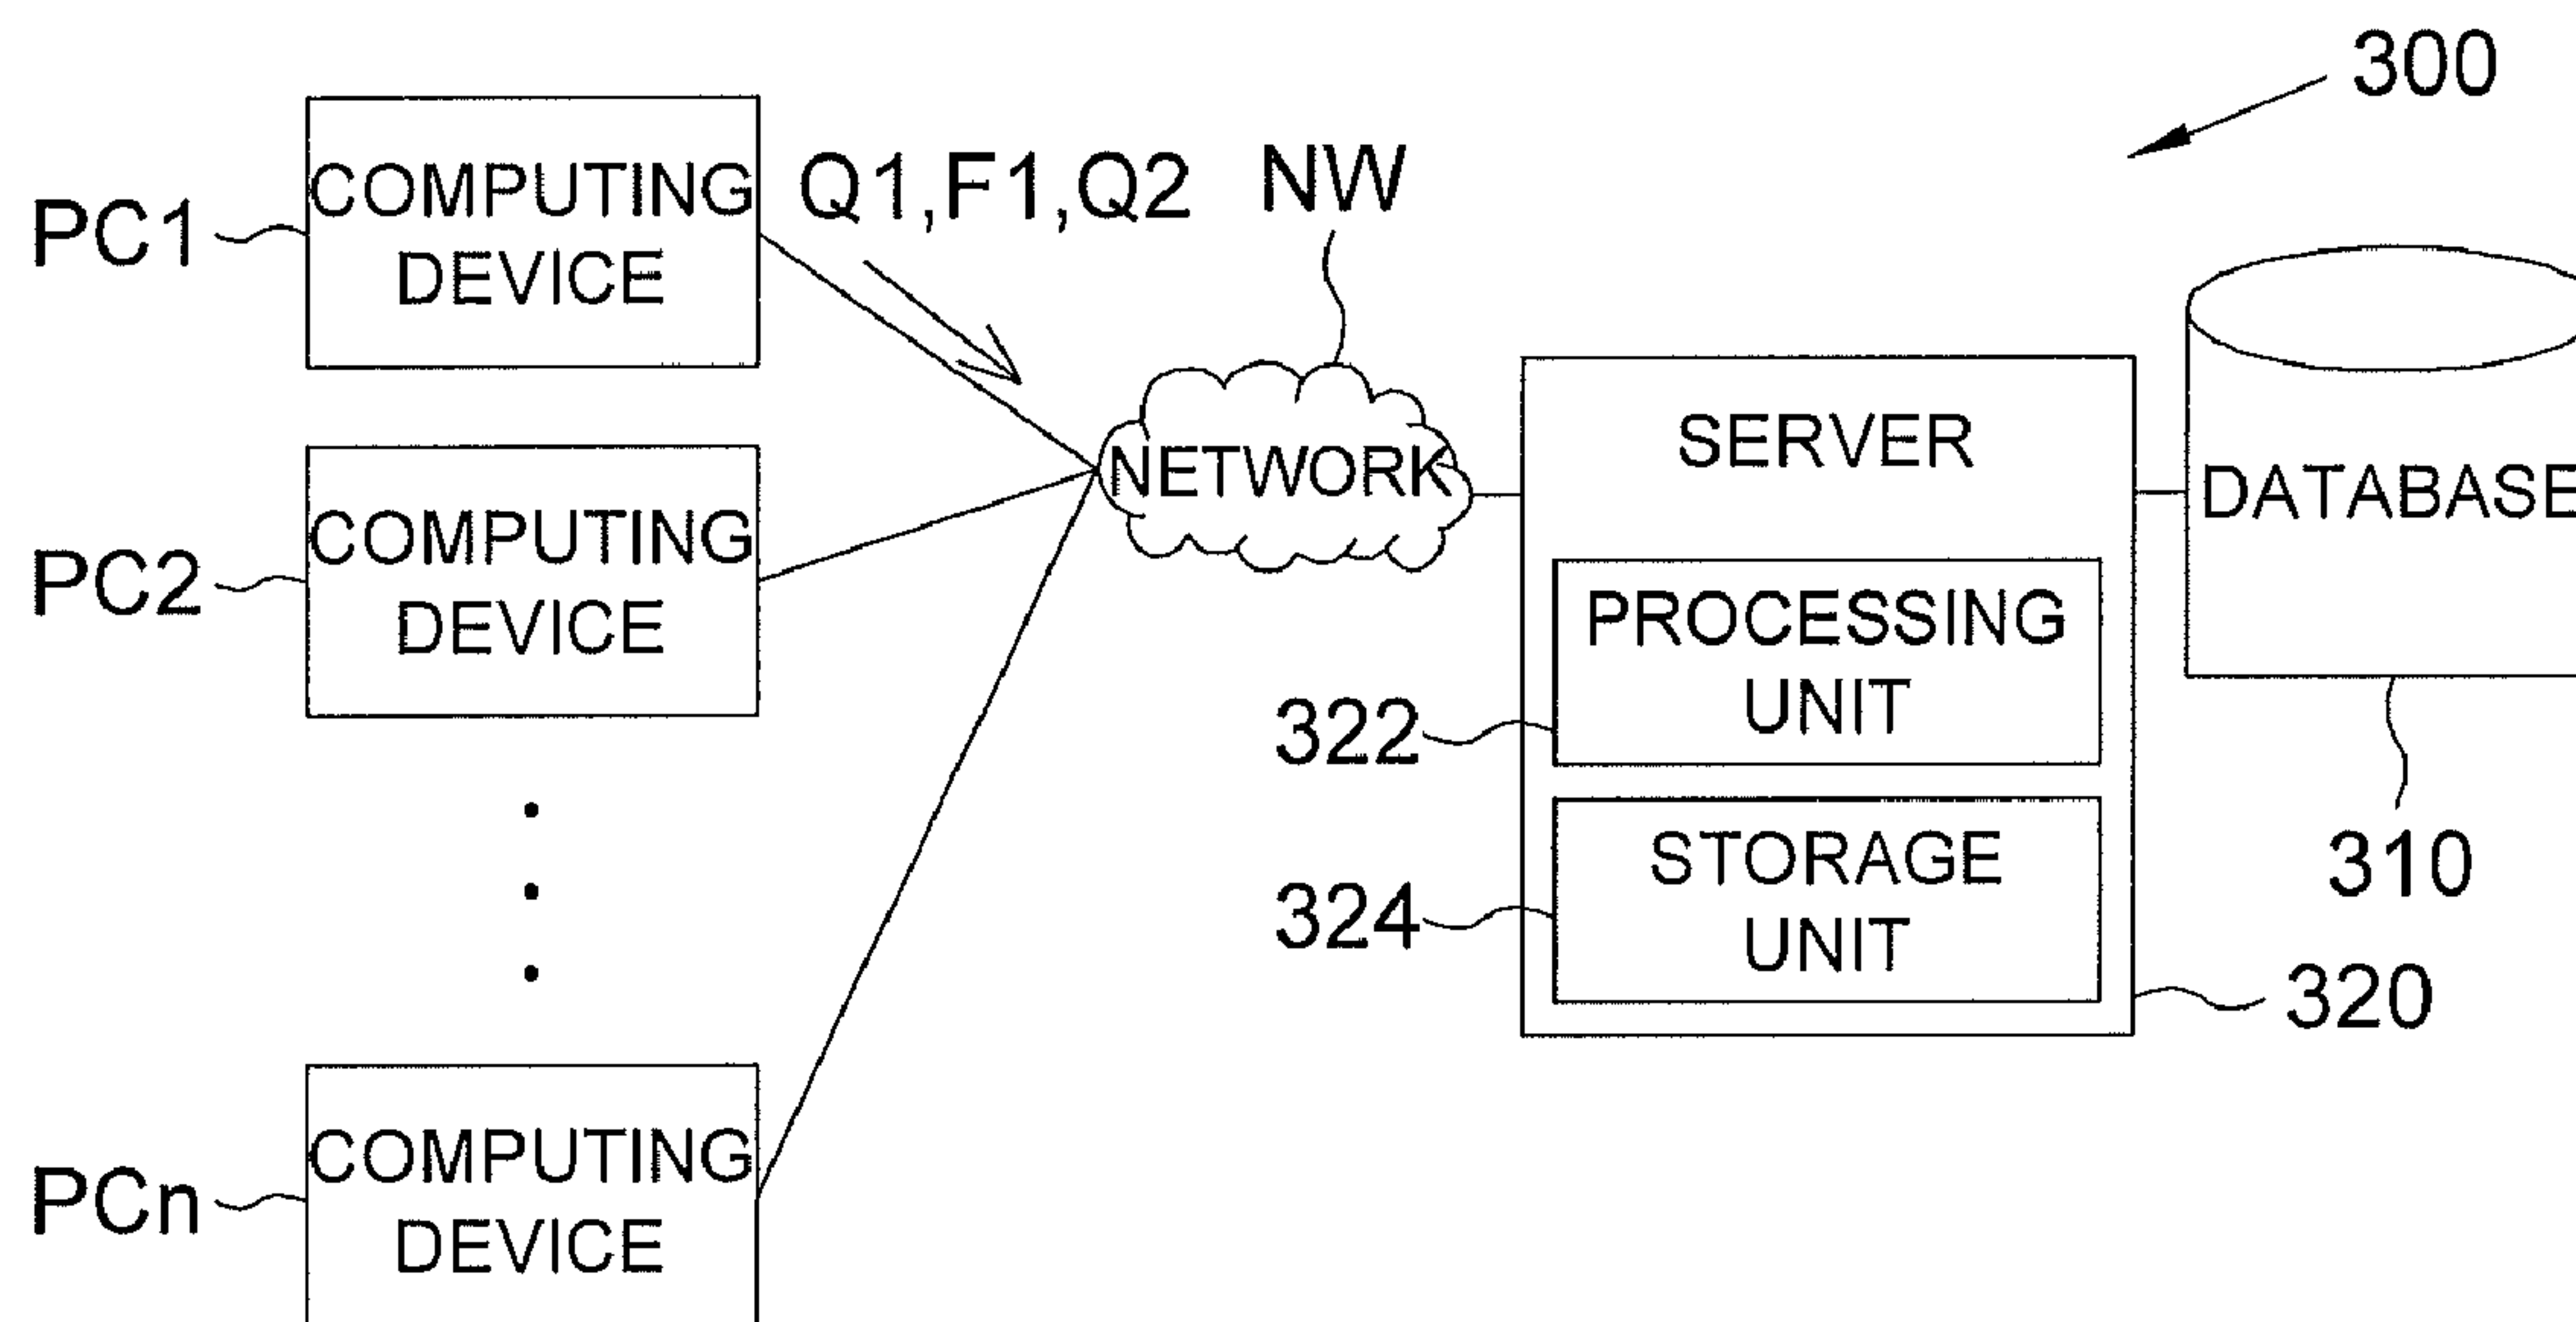 300
PC1
COMPUTING
DEVICE
Q1,F1,Q2
NW
PC2
COMPUTING
DEVICE
NETWORK
SERVER
DATABASE
PROCESSING
UNIT
322
STORAGE
UNIT
324
310
320
PCn
COMPUTING
DEVICE